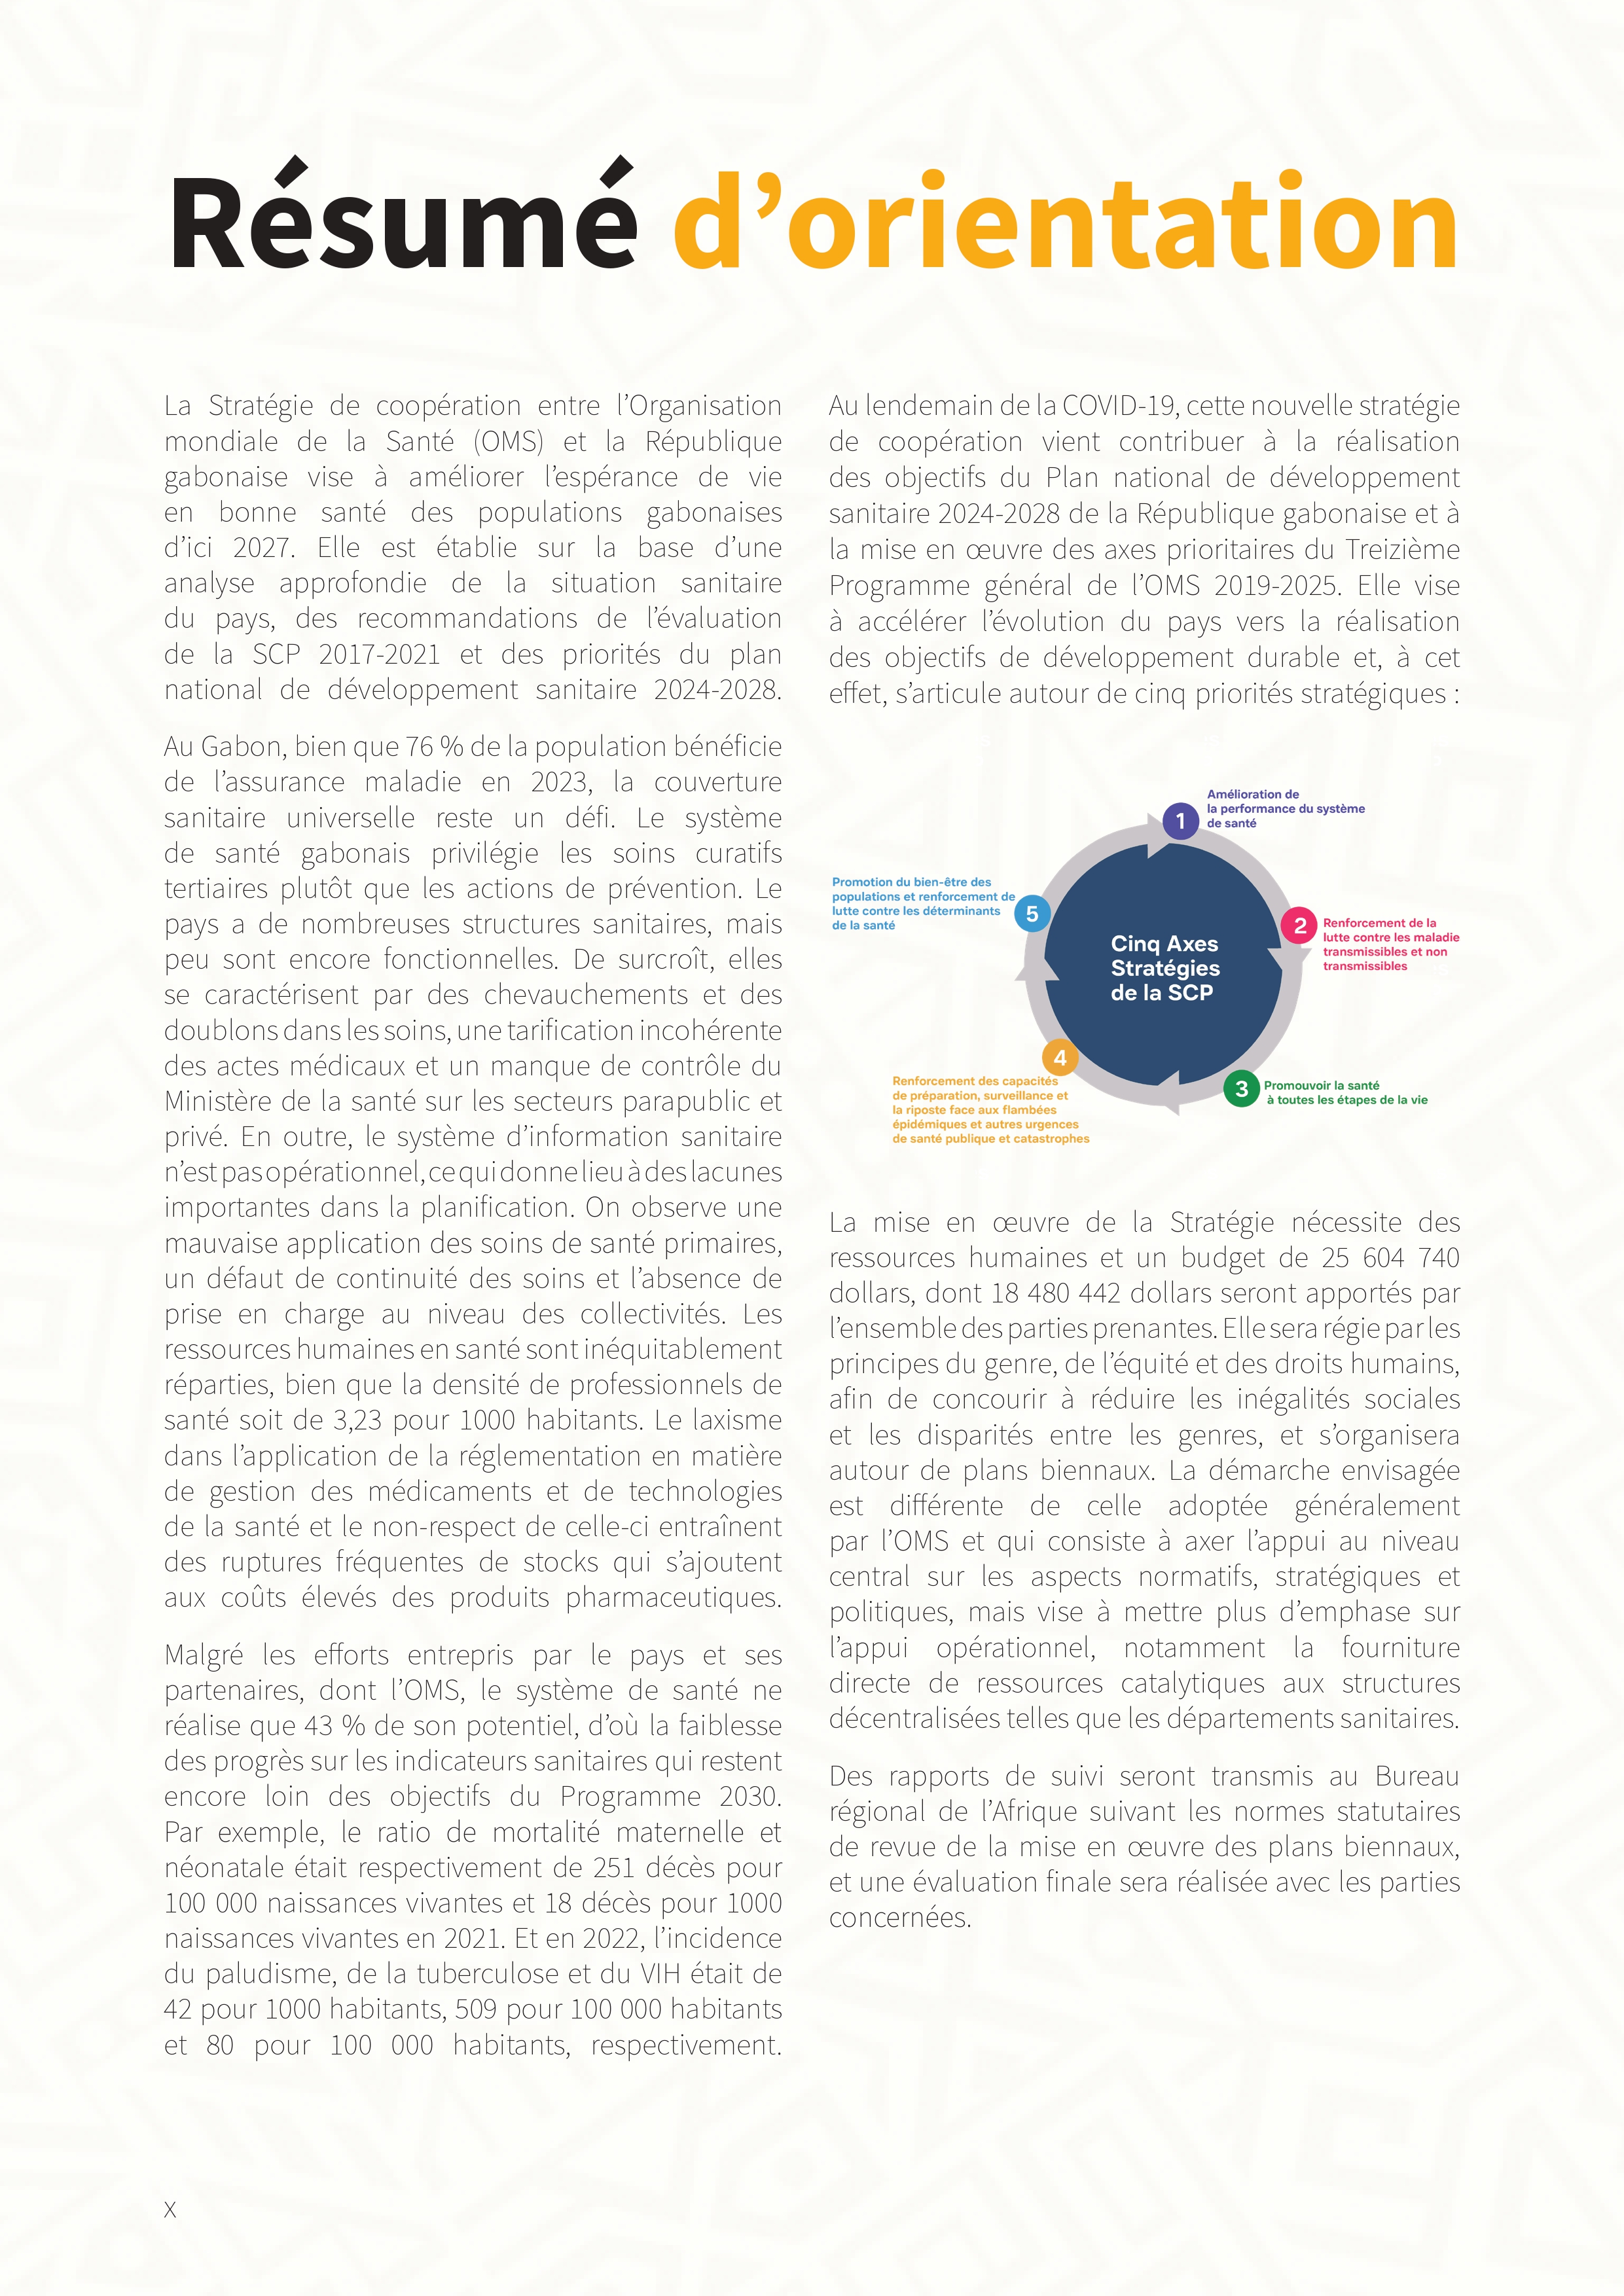 Résumé d’orientation
La Stratégie de coopération entre l’Organisation
mondiale de la Santé (OMS) et la République
gabonaise vise à améliorer l’espérance de vie
en bonne santé des populations gabonaises
d’ici 2027. Elle est établie sur la base d’une
analyse approfondie de la situation sanitaire
du pays, des recommandations de l’évaluation
de la SCP 2017-2021 et des priorités du plan
national de développement sanitaire 2024-2028.
Au Gabon, bien que 76 % de la population bénéficie
de l’assurance maladie en 2023, la couverture
sanitaire universelle reste un défi. Le système
de santé gabonais privilégie les soins curatifs
tertiaires plutôt que les actions de prévention. Le
pays a de nombreuses structures sanitaires, mais
peu sont encore fonctionnelles. De surcroît, elles
se caractérisent par des chevauchements et des
doublons dans les soins, une tarification incohérente
des actes médicaux et un manque de contrôle du
Ministère de la santé sur les secteurs parapublic et
privé. En outre, le système d’information sanitaire
n’est pas opérationnel, ce qui donne lieu à des lacunes
importantes dans la planification. On observe une
mauvaise application des soins de santé primaires,
un défaut de continuité des soins et l’absence de
prise en charge au niveau des collectivités. Les
ressources humaines en santé sont inéquitablement
réparties, bien que la densité de professionnels de
santé soit de 3,23 pour 1000 habitants. Le laxisme
dans l’application de la réglementation en matière
de gestion des médicaments et de technologies
de la santé et le non-respect de celle-ci entraînent
des ruptures fréquentes de stocks qui s’ajoutent
aux coûts élevés des produits pharmaceutiques.
Malgré les efforts entrepris par le pays et ses
partenaires, dont l’OMS, le système de santé ne
réalise que 43 % de son potentiel, d’où la faiblesse
des progrès sur les indicateurs sanitaires qui restent
encore loin des objectifs du Programme 2030.
Par exemple, le ratio de mortalité maternelle et
néonatale était respectivement de 251 décès pour
100 000 naissances vivantes et 18 décès pour 1000
naissances vivantes en 2021. Et en 2022, l’incidence
du paludisme, de la tuberculose et du VIH était de
42 pour 1000 habitants, 509 pour 100 000 habitants
et 80 pour 100 000 habitants, respectivement.
Au lendemain de la COVID-19, cette nouvelle stratégie
de coopération vient contribuer à la réalisation
des objectifs du Plan national de développement
sanitaire 2024-2028 de la République gabonaise et à
la mise en œuvre des axes prioritaires du Treizième
Programme général de l’OMS 2019-2025. Elle vise
à accélérer l’évolution du pays vers la réalisation
des objectifs de développement durable et, à cet
effet, s’articule autour de cinq priorités stratégiques :
1
Amélioration de
la performance du système
de santé
2
Renforcement de la
lutte contre les maladie
transmissibles et non
transmissibles
3
Promouvoir la santé
à toutes les étapes de la vie
4
Renforcement des capacités
de préparation, surveillance et
la riposte face aux flambées
épidémiques et autres urgences
de santé publique et catastrophes
5
Promotion du bien-être des
populations et renforcement de
lutte contre les déterminants
de la santé
Cinq Axes
Stratégies
de la SCP
La mise en œuvre de la Stratégie nécessite des
ressources humaines et un budget de 25 604 740
dollars, dont 18 480 442 dollars seront apportés par
l’ensemble des parties prenantes. Elle sera régie par les
principes du genre, de l’équité et des droits humains,
afin de concourir à réduire les inégalités sociales
et les disparités entre les genres, et s’organisera
autour de plans biennaux. La démarche envisagée
est différente de celle adoptée généralement
par l’OMS et qui consiste à axer l’appui au niveau
central sur les aspects normatifs, stratégiques et
politiques, mais vise à mettre plus d’emphase sur
l’appui opérationnel, notamment la fourniture
directe de ressources catalytiques aux structures
décentralisées telles que les départements sanitaires.
Des rapports de suivi seront transmis au Bureau
régional de l’Afrique suivant les normes statutaires
de revue de la mise en œuvre des plans biennaux,
et une évaluation finale sera réalisée avec les parties
concernées.
X